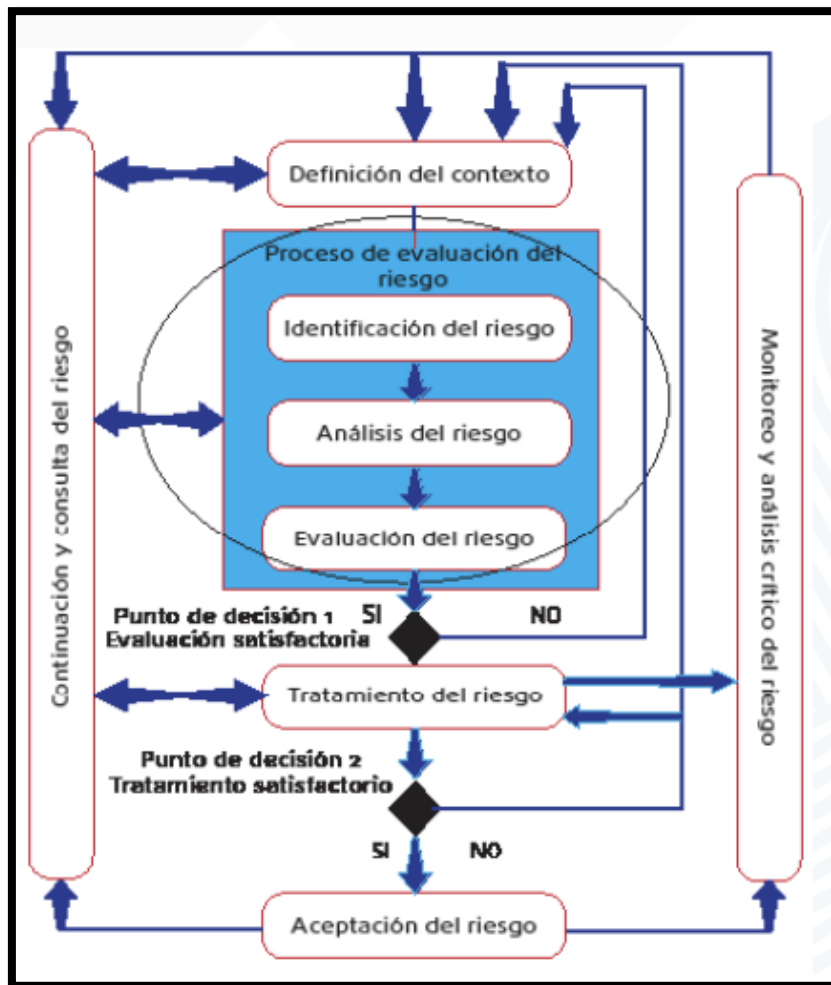 Definición del contexto
Proceso de evaluación del
riesgo
Identificación del riesgo
Análisis del riesgo
Evaluación del riesgo
Punto de decisión 1
Evaluación satisfactoria
SI
NO
Tratamiento del riesgo
Punto de decisión 2
Tratamiento satisfactorio
SI
NO
Aceptación del riesgo
Continuación y consulta del riesgo
Monitoreo y análisis crítico del riesgo